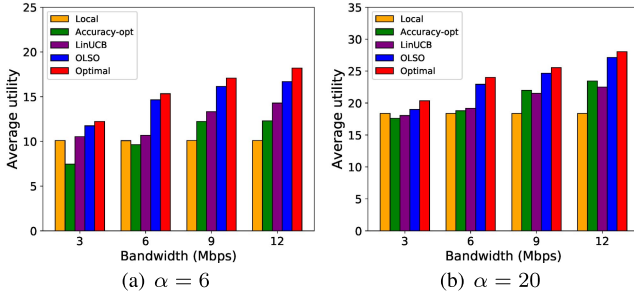 25
20
15
10
5
0
Average utility
Local
Accuracy-opt
LinUCB
OLSO
Optimal
3 6 9 12
Bandwidth (Mbps)
(a) α = 6
35
30
25
20
15
10
5
0
Average utility
Local
Accuracy-opt
LinUCB
OLSO
Optimal
3 6 9 12
Bandwidth (Mbps)
(b) α = 20